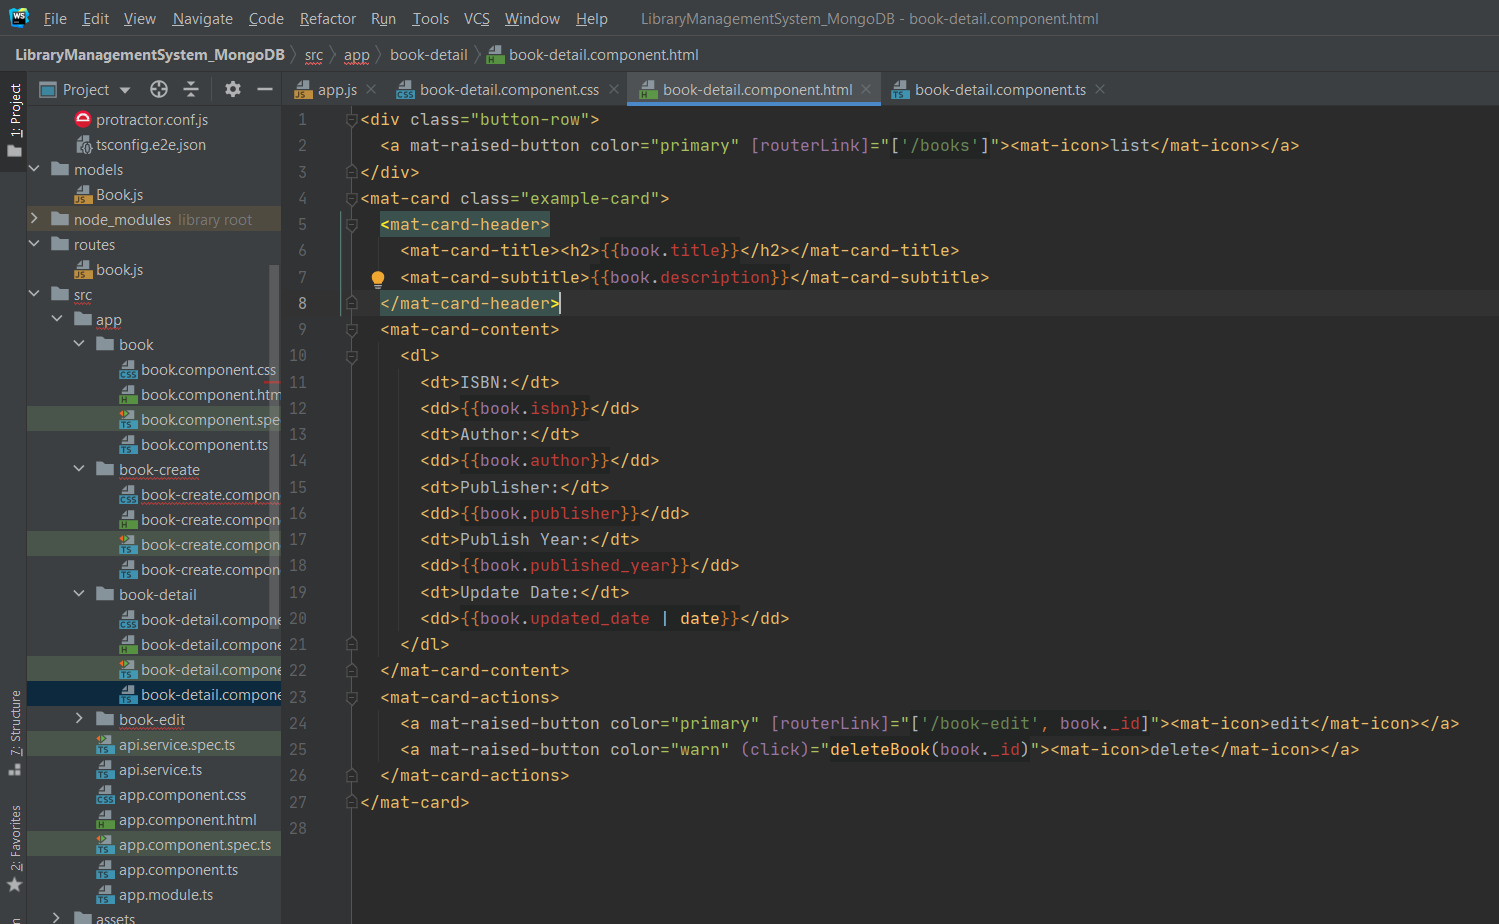 WS File Edit View Navigate Code Refactor Run Tools VCS Window Help LibraryManagementSystem_MongoDB - book-detail.component.html
LibraryManagementSystem_MongoDB src app book-detail book-detail.component.html
Project app.js book-detail.component.css book-detail.component.html book-detail.component.ts
1: Project
protractor.conf.js
tsconfig.e2e.json
models
Book.js
node_modules library root
routes
book.js
src
app
book
book.component.css
book.component.htm
book.component.spe
book.component.ts
book-create
book-create.compon
book-create.compon
book-create.compon
book-create.compon
book-detail
book-detail.compone
book-detail.compone
book-detail.compone
book-detail.compone
book-edit
api.service.spec.ts
api.service.ts
app.component.css
app.component.html
app.component.spec.ts
app.component.ts
app.module.ts
assets
7: Structure
2: Favorites
1 <div class="button-row">
2 <a mat-raised-button color="primary" [routerLink]="['/books']"><mat-icon>list</mat-icon></a>
3 </div>
4 <mat-card class="example-card">
5 <mat-card-header>
6 <mat-card-title><h2>{{book.title}}</h2></mat-card-title>
7 <mat-card-subtitle>{{book.description}}</mat-card-subtitle>
8 </mat-card-header>
9 <mat-card-content>
10 <dl>
11 <dt>ISBN:</dt>
12 <dd>{{book.isbn}}</dd>
13 <dt>Author:</dt>
14 <dd>{{book.author}}</dd>
15 <dt>Publisher:</dt>
16 <dd>{{book.publisher}}</dd>
17 <dt>Publish Year:</dt>
18 <dd>{{book.published_year}}</dd>
19 <dt>Update Date:</dt>
20 <dd>{{book.updated_date | date}}</dd>
21 </dl>
22 </mat-card-content>
23 <mat-card-actions>
24 <a mat-raised-button color="primary" [routerLink]="['/book-edit', book._id]"><mat-icon>edit</mat-icon></a>
25 <a mat-raised-button color="warn" (click)="deleteBook(book._id)"><mat-icon>delete</mat-icon></a>
26 </mat-card-actions>
27 </mat-card>
28